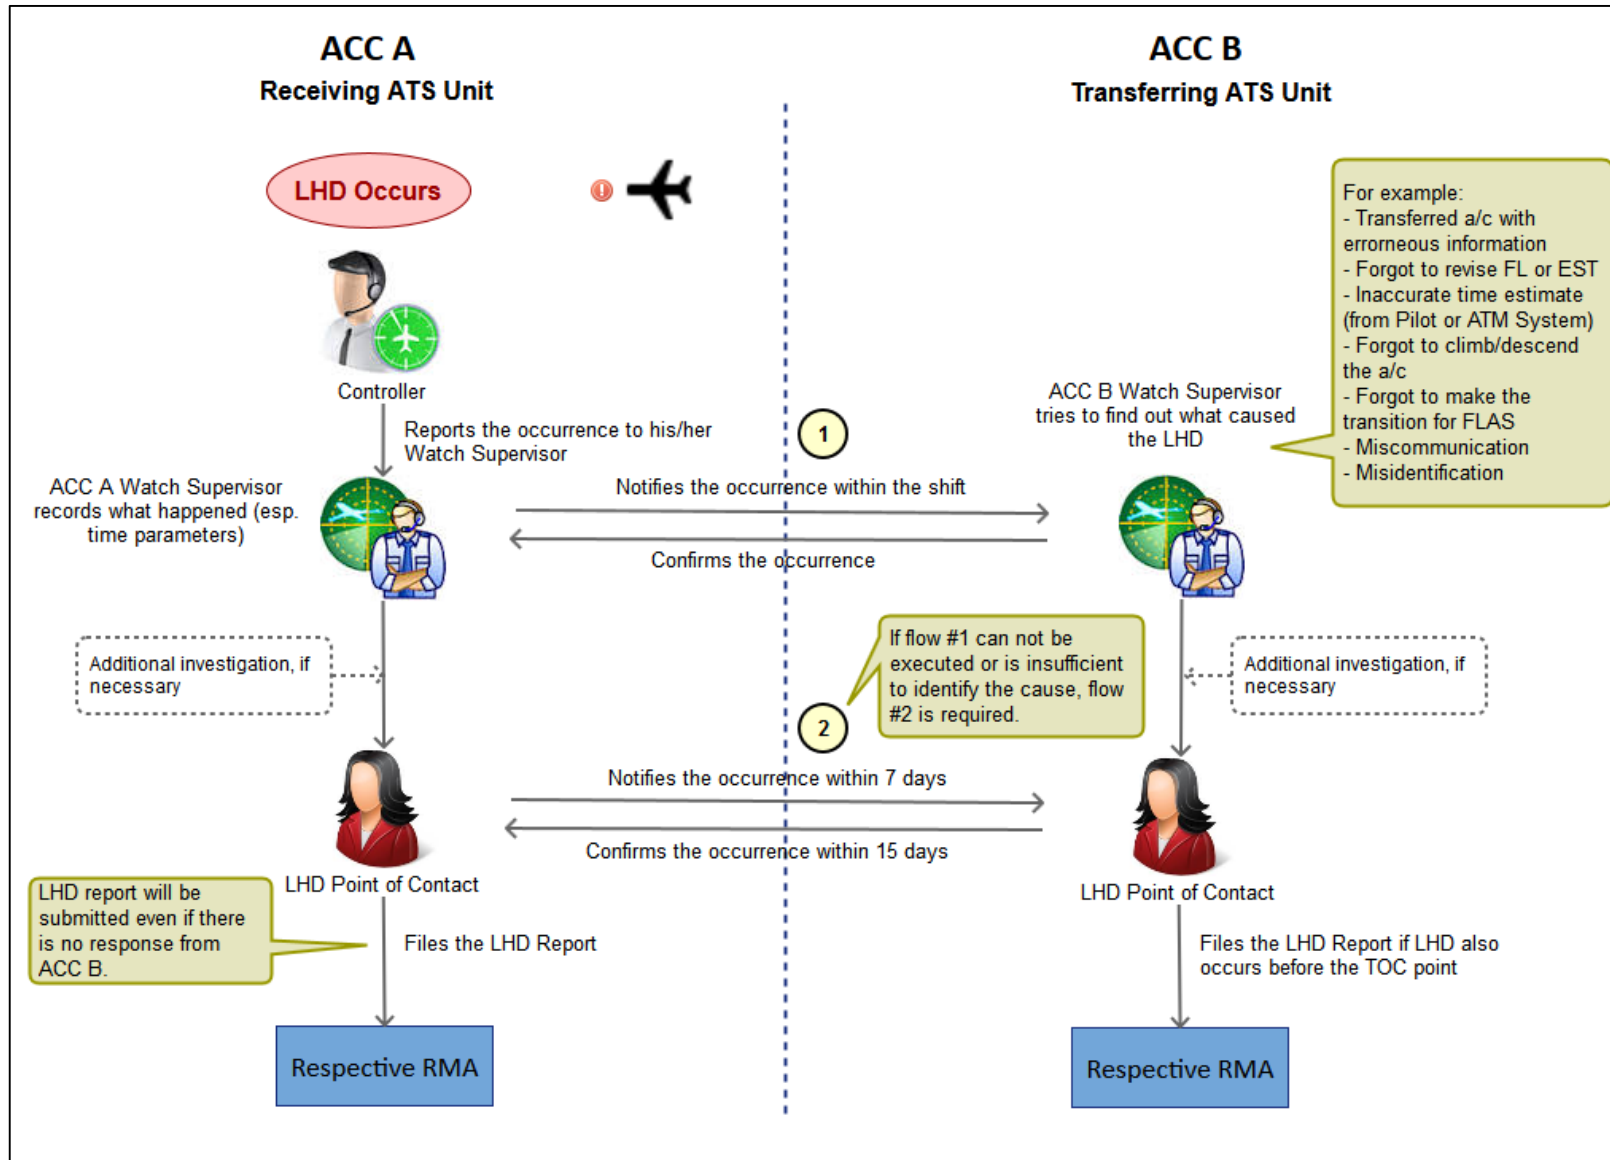 ACC A
Receiving ATS Unit
ACC B
Transferring ATS Unit
LHD Occurs
For example:
- Transferred a/c with
errorneous information
- Forgot to revise FL or EST
- Inaccurate time estimate
(from Pilot or ATM System)
- Forgot to climb/descend
the a/c
- Forgot to make the
transition for FLAS
- Miscommunication
- Misidentification
Controller
Reports the occurrence to his/her
Watch Supervisor
1
ACC B Watch Supervisor
tries to find out what caused
the LHD
ACC A Watch Supervisor
records what happened (esp.
time parameters)
Notifies the occurrence within the shift
Confirms the occurrence
Additional investigation, if
necessary
If flow #1 can not be
executed or is insufficient
to identify the cause, flow
#2 is required.
2
Additional investigation, if
necessary
Notifies the occurrence within 7 days
Confirms the occurrence within 15 days
LHD Point of Contact
LHD Point of Contact
LHD report will be
submitted even if there
is no response from
ACC B.
Files the LHD Report
Files the LHD Report if LHD also
occurs before the TOC point
Respective RMA
Respective RMA